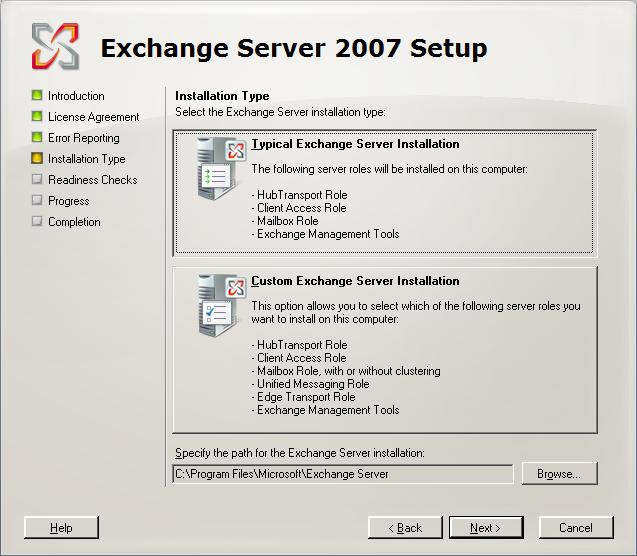 Exchange Server 2007 Setup
Introduction
License Agreement
Error Reporting
Installation Type
Readiness Checks
Progress
Completion
Installation Type
Select the Exchange Server installation type:
Typical Exchange Server Installation
The following server roles will be installed on this computer:
- HubTransport Role
- Client Access Role
- Mailbox Role
- Exchange Management Tools
Custom Exchange Server Installation
This option allows you to select which of the following server roles you
want to install on this computer:
- HubTransport Role
- Client Access Role
- Mailbox Role, with or without clustering
- Unified Messaging Role
- Edge Transport Role
- Exchange Management Tools
Specify the path for the Exchange Server installation:
C:\Program Files\Microsoft\Exchange Server
Browse...
Help
< Back
Next >
Cancel